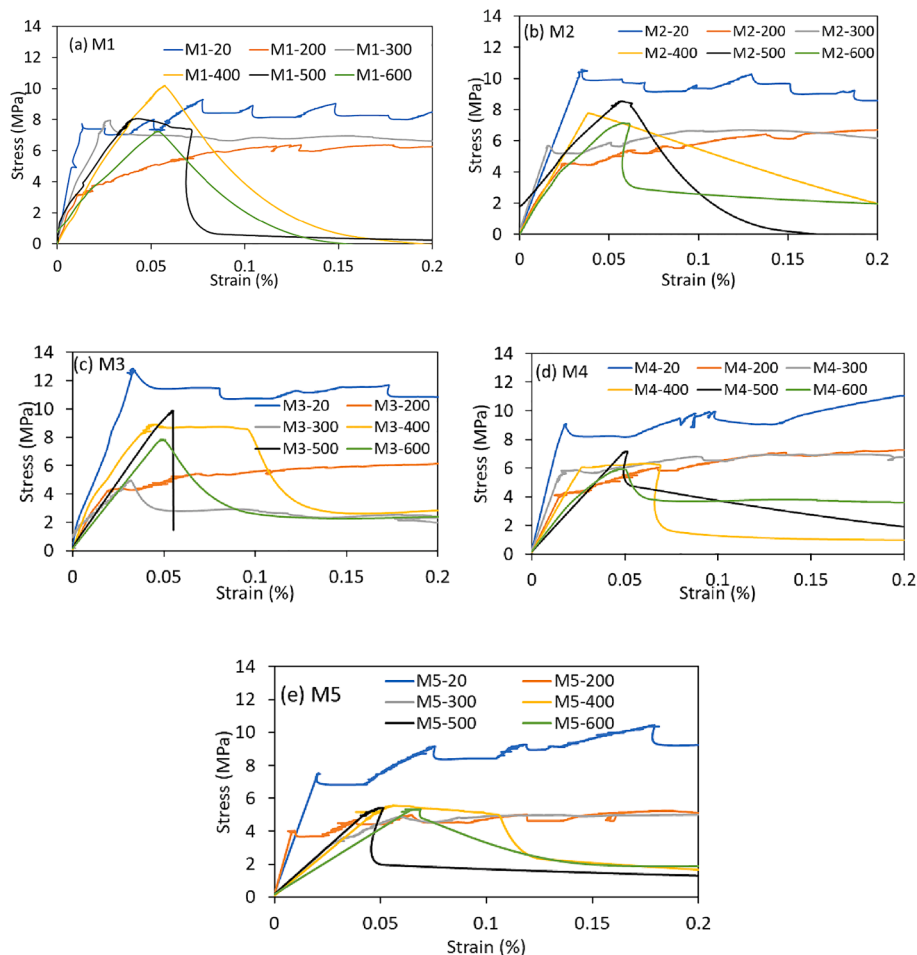 (a) M1
M1-20 M1-200 M1-300
M1-400 M1-500 M1-600
Stress (MPa)
14
12
10
8
6
4
2
0
0 0.05 0.1 0.15 0.2
Strain (%)
(b) M2
M2-20 M2-200 M2-300
M2-400 M2-500 M2-600
Stress (MPa)
14
12
10
8
6
4
2
0
0 0.05 0.1 0.15 0.2
Strain (%)
(c) M3
M3-20 M3-200
M3-300 M3-400
M3-500 M3-600
Stress (MPa)
14
12
10
8
6
4
2
0
0 0.05 0.1 0.15 0.2
Strain (%)
(d) M4
M4-20 M4-200 M4-300
M4-400 M4-500 M4-600
Stress (MPa)
14
12
10
8
6
4
2
0
0 0.05 0.1 0.15 0.2
Strain (%)
(e) M5
M5-20 M5-200
M5-300 M5-400
M5-500 M5-600
Stress (MPa)
14
12
10
8
6
4
2
0
0 0.05 0.1 0.15 0.2
Strain (%)